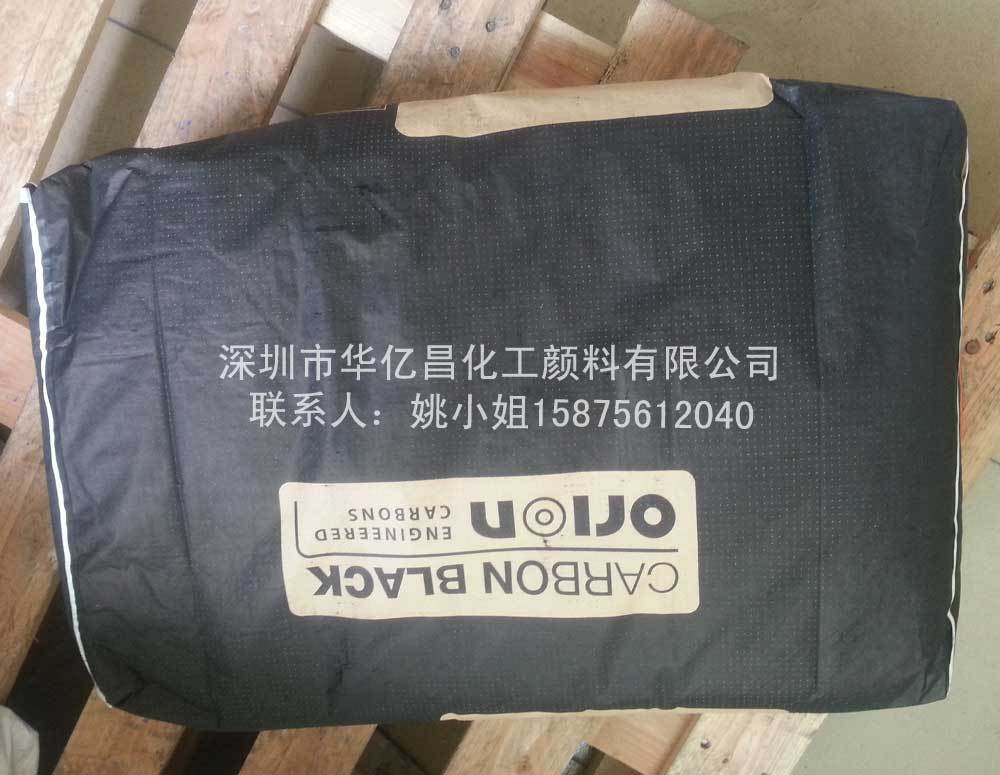 深圳市华亿昌化工颜料有限公司
联系人：姚小姐15875612040
CARBON BLACK
ORION
ENGINEERED
CARBONS